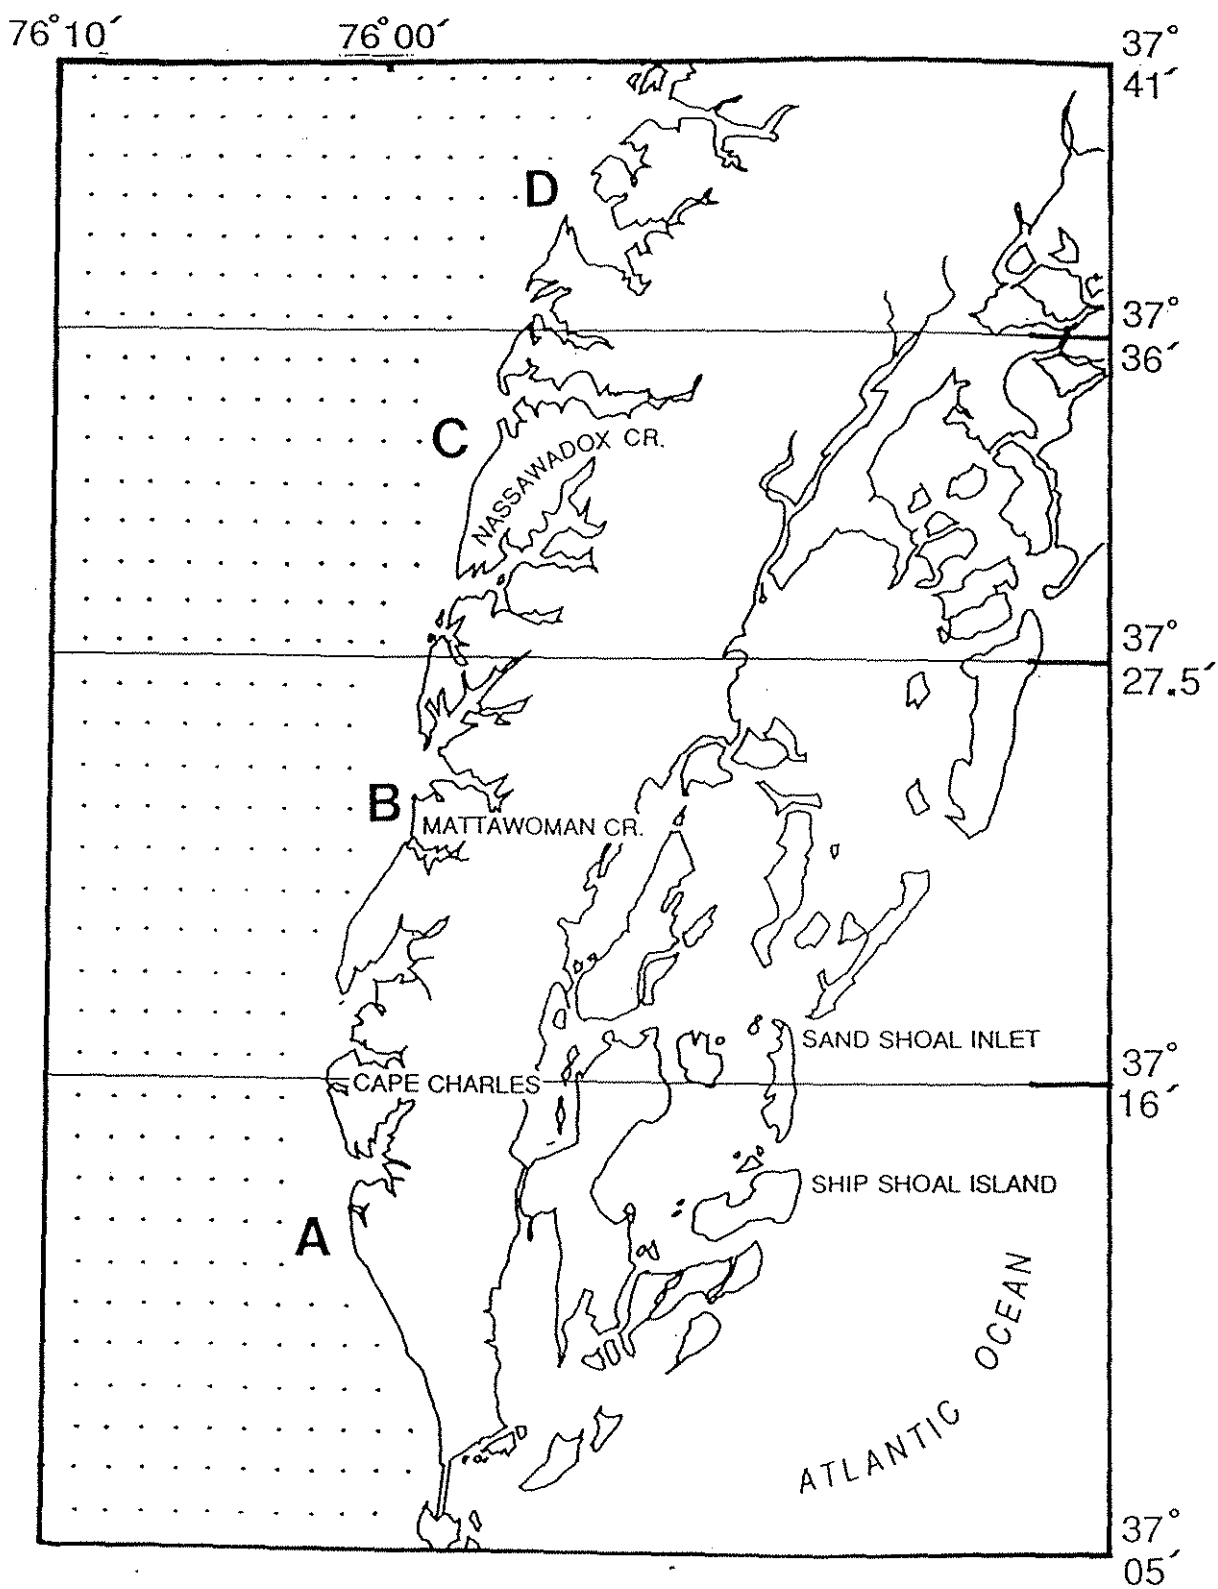 76°10´
76°00´
37°
41´
D
37°
36´
C
NASSAWADOX CR.
37°
27.5´
B
MATTAWOMAN CR.
SAND SHOAL INLET
37°
16´
CAPE CHARLES
SHIP SHOAL ISLAND
A
ATLANTIC OCEAN
37°
05´